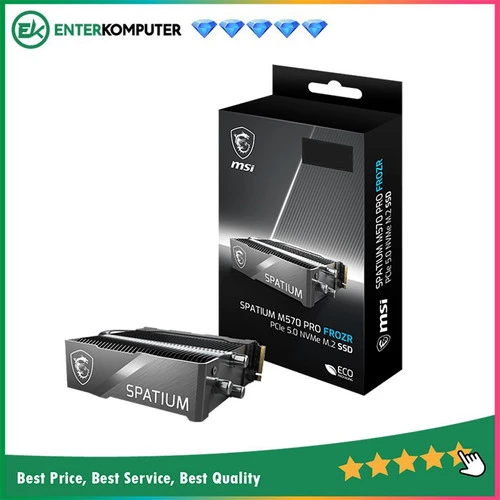 EK ENTERKOMPUTER
msi
SPATIUM M570 PRO FROZR
PCIe 5.0 NVMe M.2 SSD
msi
SPATIUM
SPATIUM M570 PRO FROZR
PCIe 5.0 NVMe M.2 SSD
ECO
SPATIUM
Best Price, Best Service, Best Quality